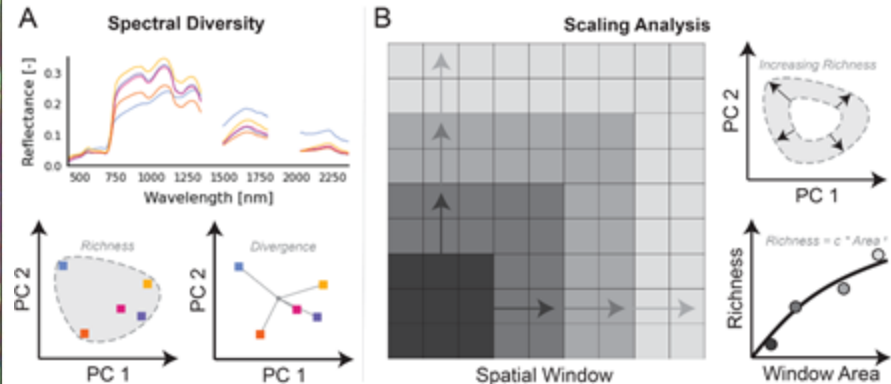 A
Spectral Diversity
Reflectance [-]
0.3
0.2
0.1
0.0
500 750 1000 1250 1500 1750 2000 2250
Wavelength [nm]
Richness
PC 2
PC 1
Divergence
PC 2
PC 1
B
Scaling Analysis
Spatial Window
Increasing Richness
PC 2
PC 1
Richness = c * Area
Richness
Window Area